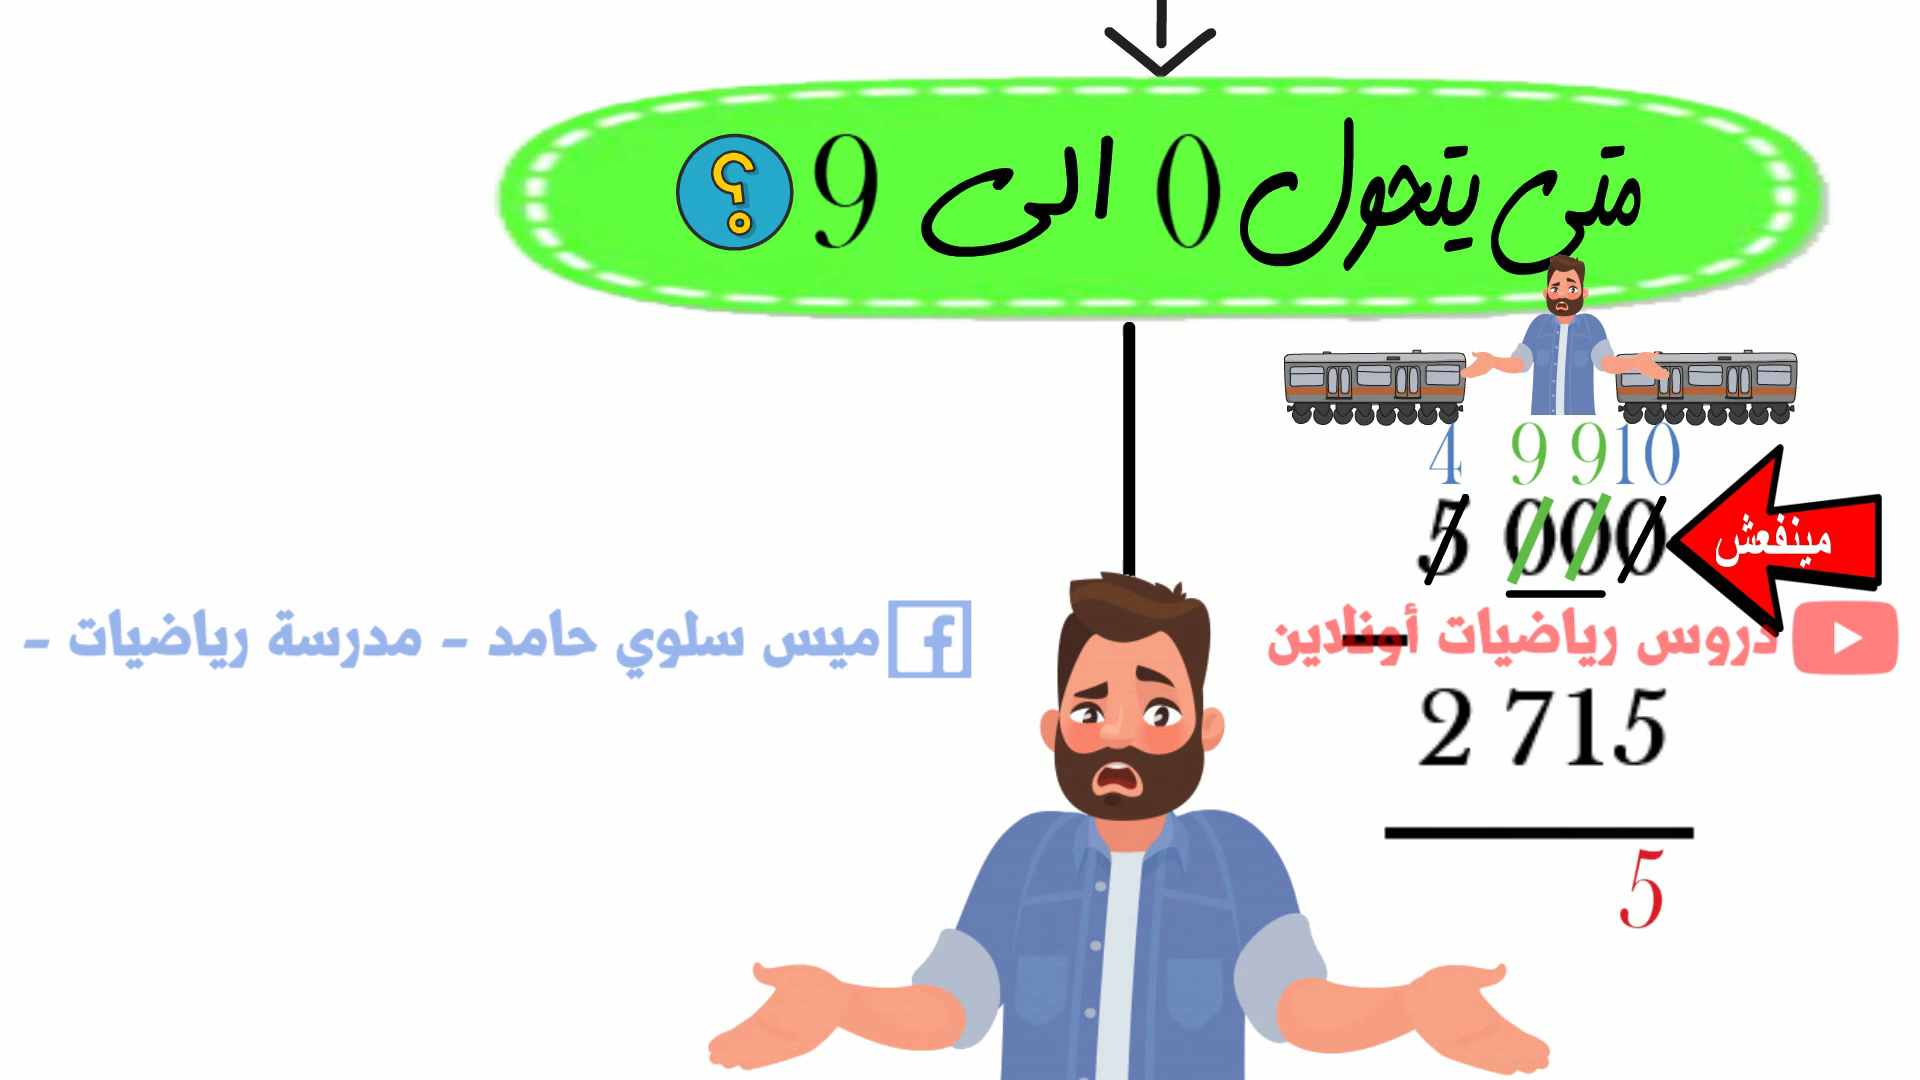 متى يتحول 0 الى 9 ؟
4 9 9 10
5 000
مينفعش
دروس رياضيات أونلاين
ميس سلوي حامد - مدرسة رياضيات -
-
2 715
5